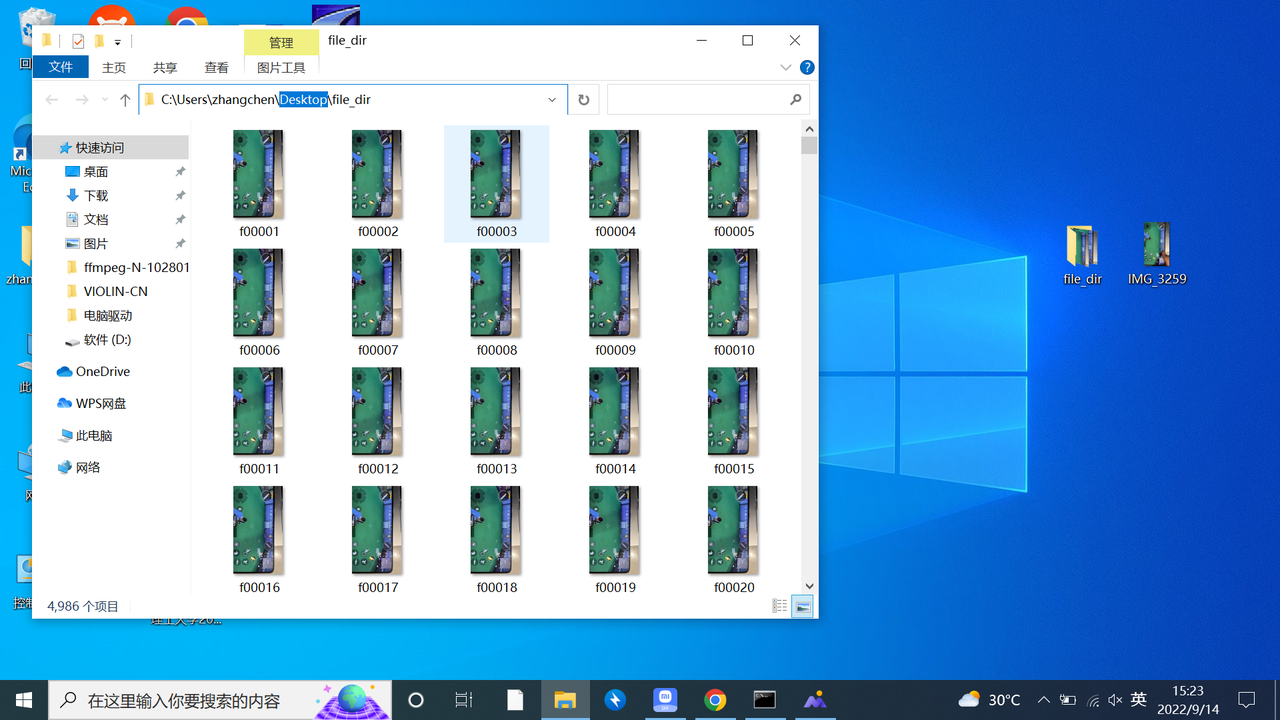 管理
file_dir
文件
主页
共享
查看
图片工具
C:\Users\zhangchen\Desktop\file_dir
快速访问
桌面
下载
文档
图片
ffmpeg-N-102801
VIOLIN-CN
电脑驱动
软件 (D:)
OneDrive
WPS网盘
此电脑
网络
f00001
f00002
f00003
f00004
f00005
f00006
f00007
f00008
f00009
f00010
f00011
f00012
f00013
f00014
f00015
f00016
f00017
f00018
f00019
f00020
4,986 个项目
file_dir
IMG_3259
在这里输入你要搜索的内容
30°C
英
15:23
2022/9/14